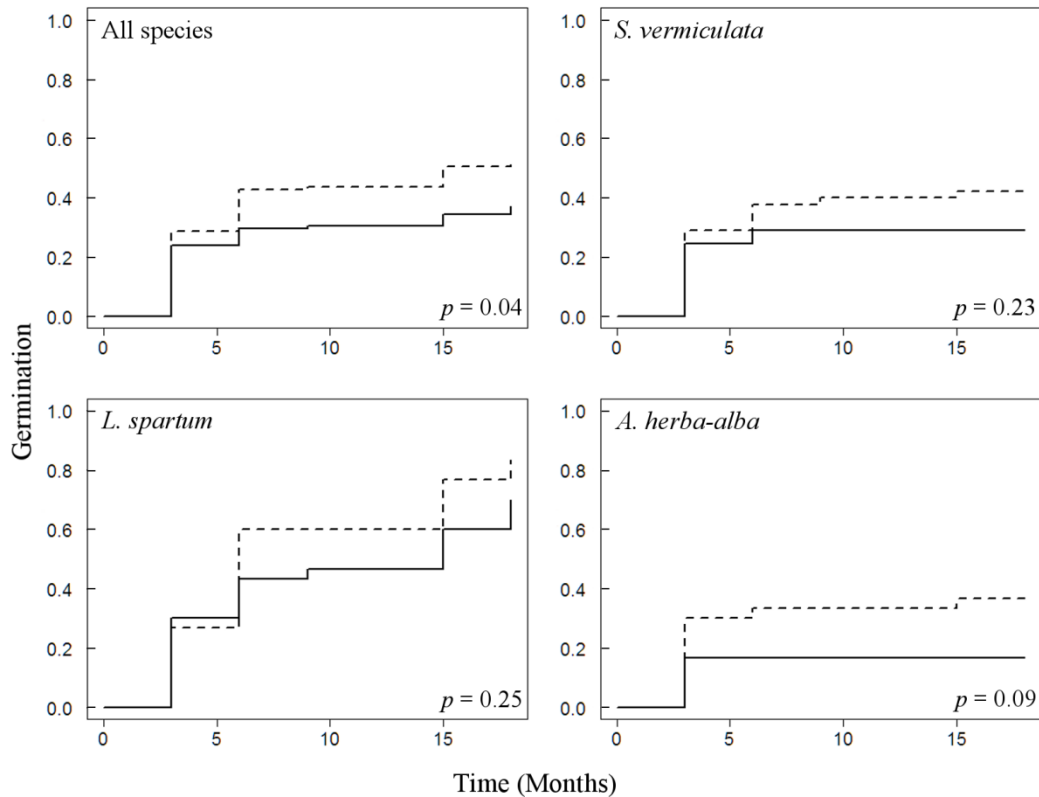 All species
1.0
0.8
0.6
0.4
0.2
0.0
p = 0.04
0 5 10 15
S. vermiculata
1.0
0.8
0.6
0.4
0.2
0.0
p = 0.23
0 5 10 15
Germination
L. spartum
1.0
0.8
0.6
0.4
0.2
0.0
p = 0.25
0 5 10 15
A. herba-alba
1.0
0.8
0.6
0.4
0.2
0.0
p = 0.09
0 5 10 15
Time (Months)